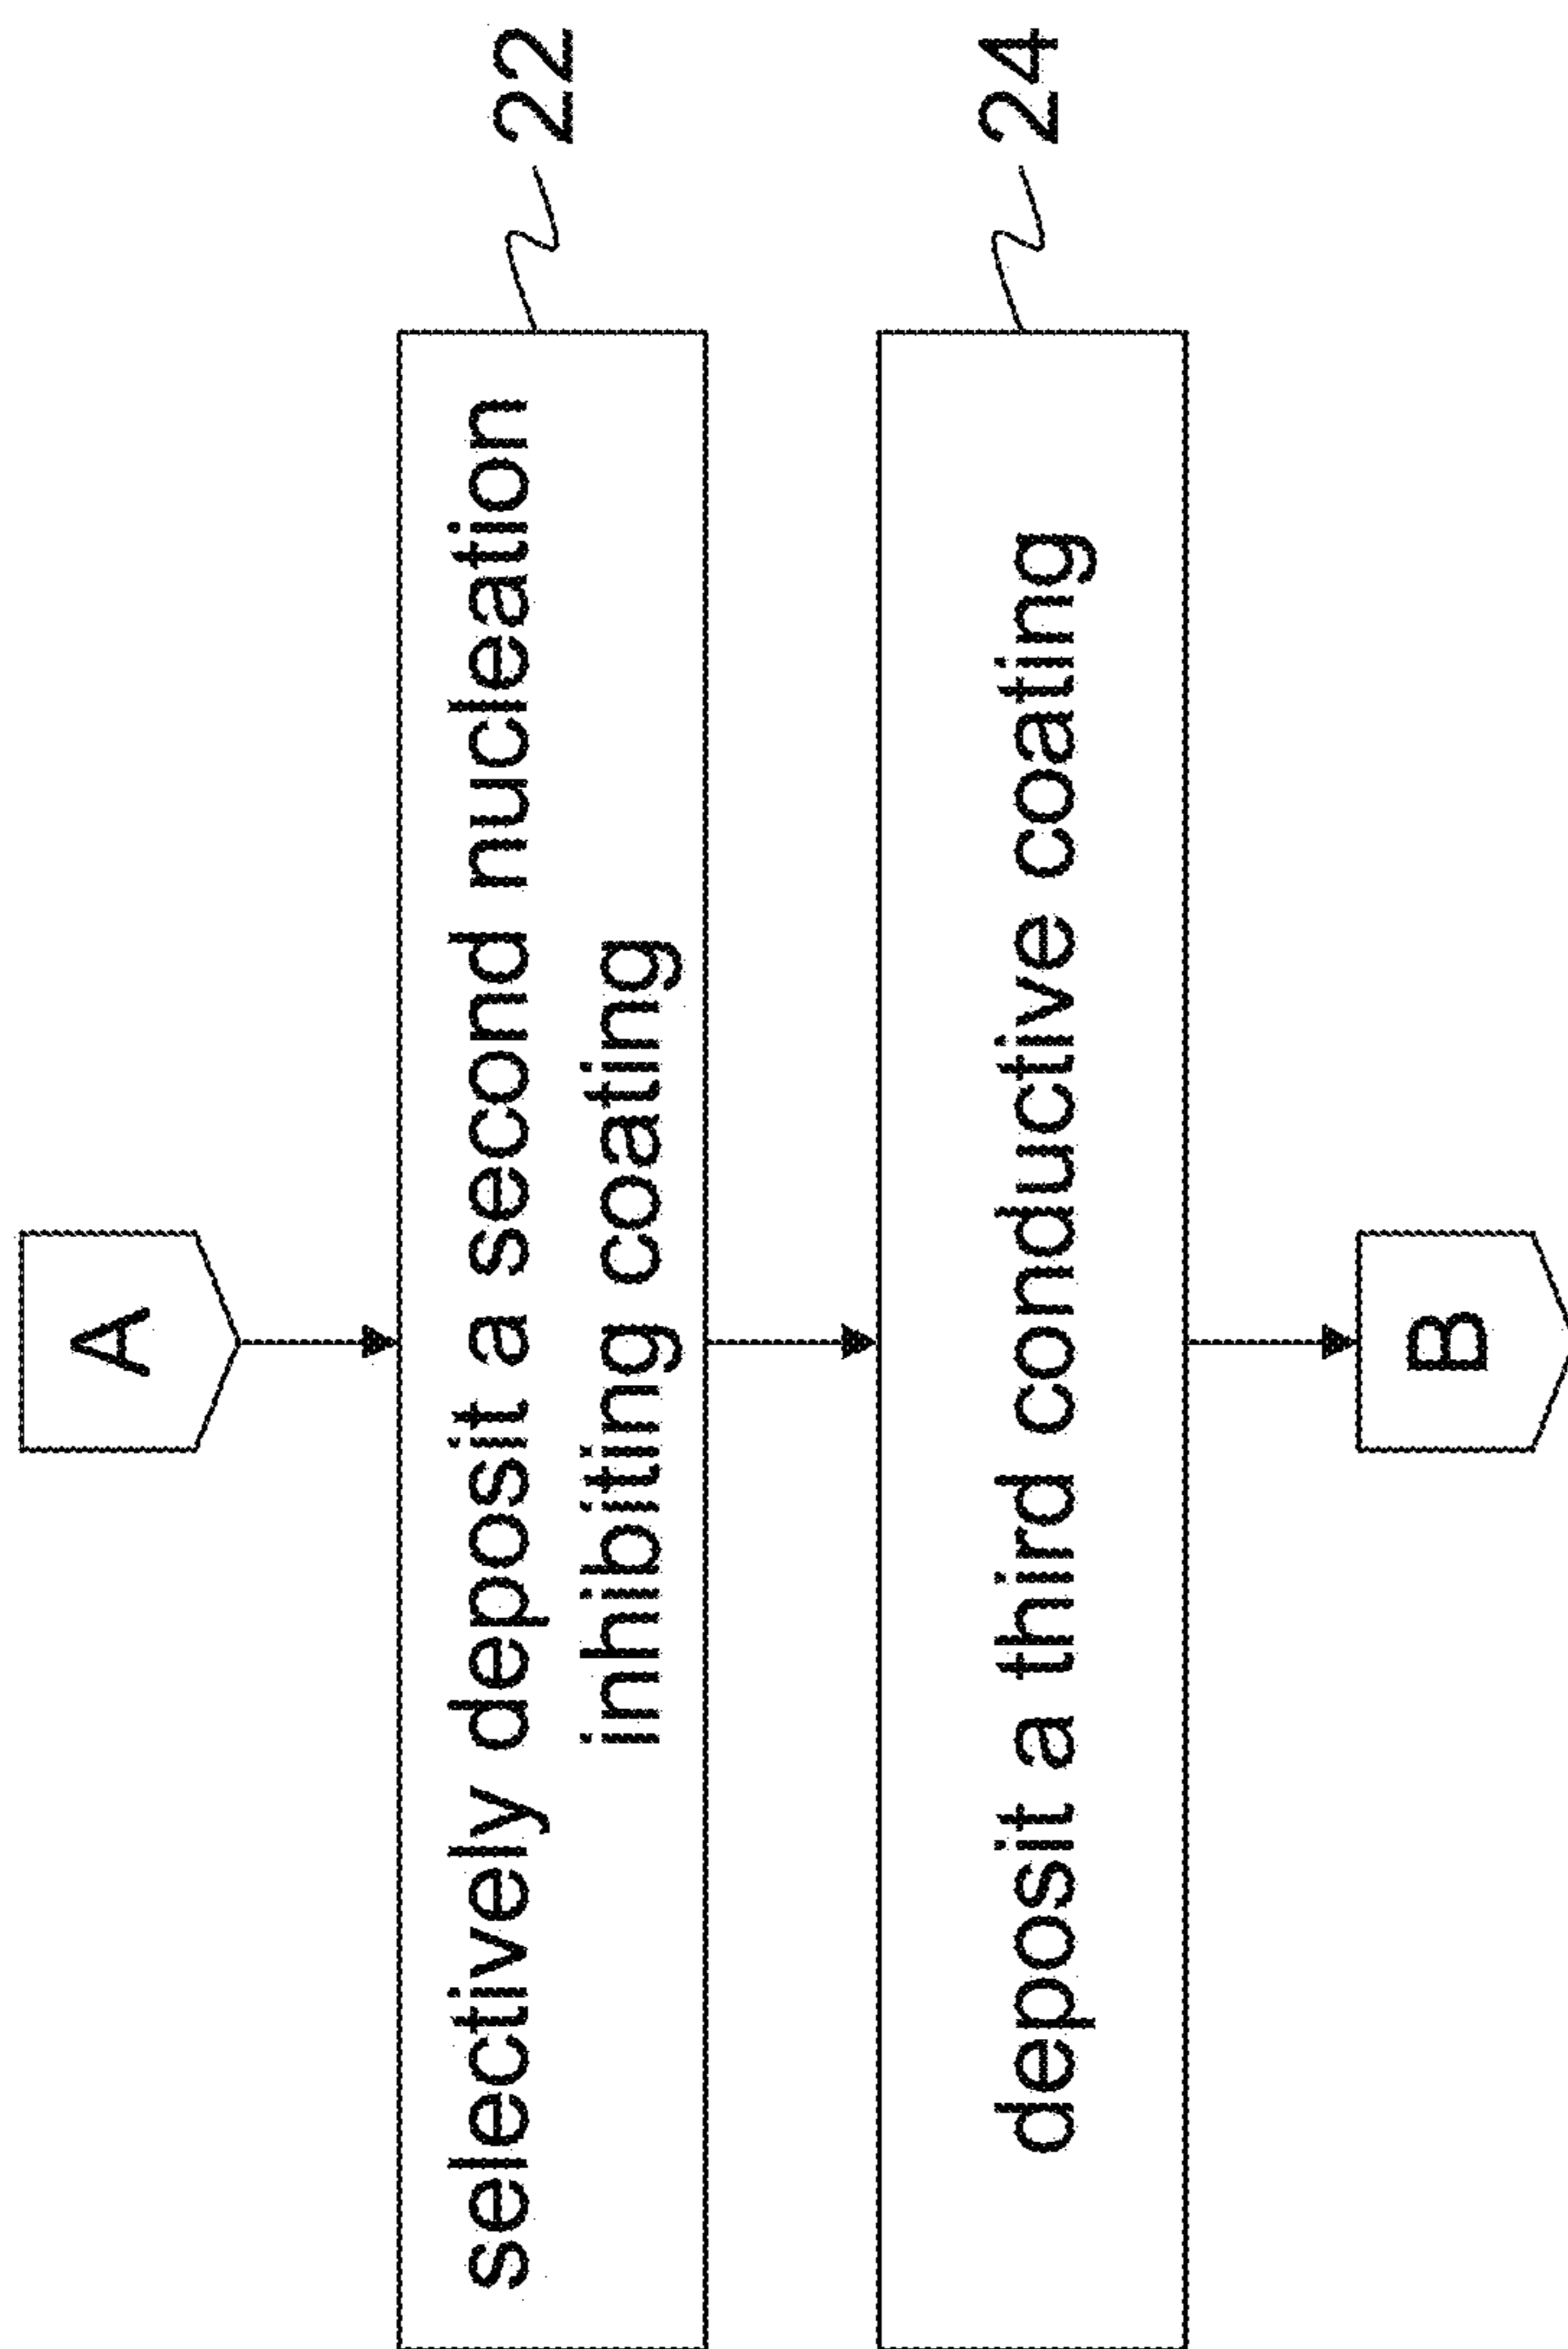 A
selectively deposit a second nucleation
inhibiting coating
22
deposit a third conductive coating
24
B